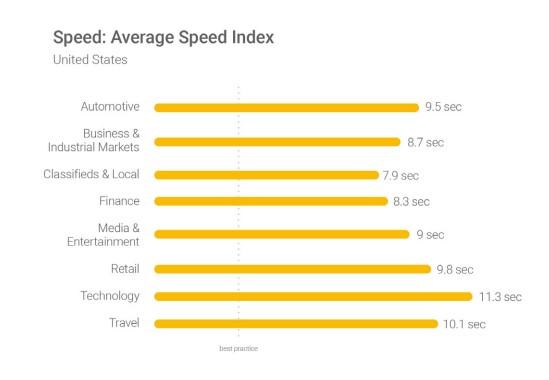 Speed: Average Speed Index
United States
Automotive
9.5 sec
Business &
Industrial Markets
8.7 sec
Classifieds & Local
7.9 sec
Finance
8.3 sec
Media &
Entertainment
9 sec
Retail
9.8 sec
Technology
11.3 sec
Travel
10.1 sec
best practice